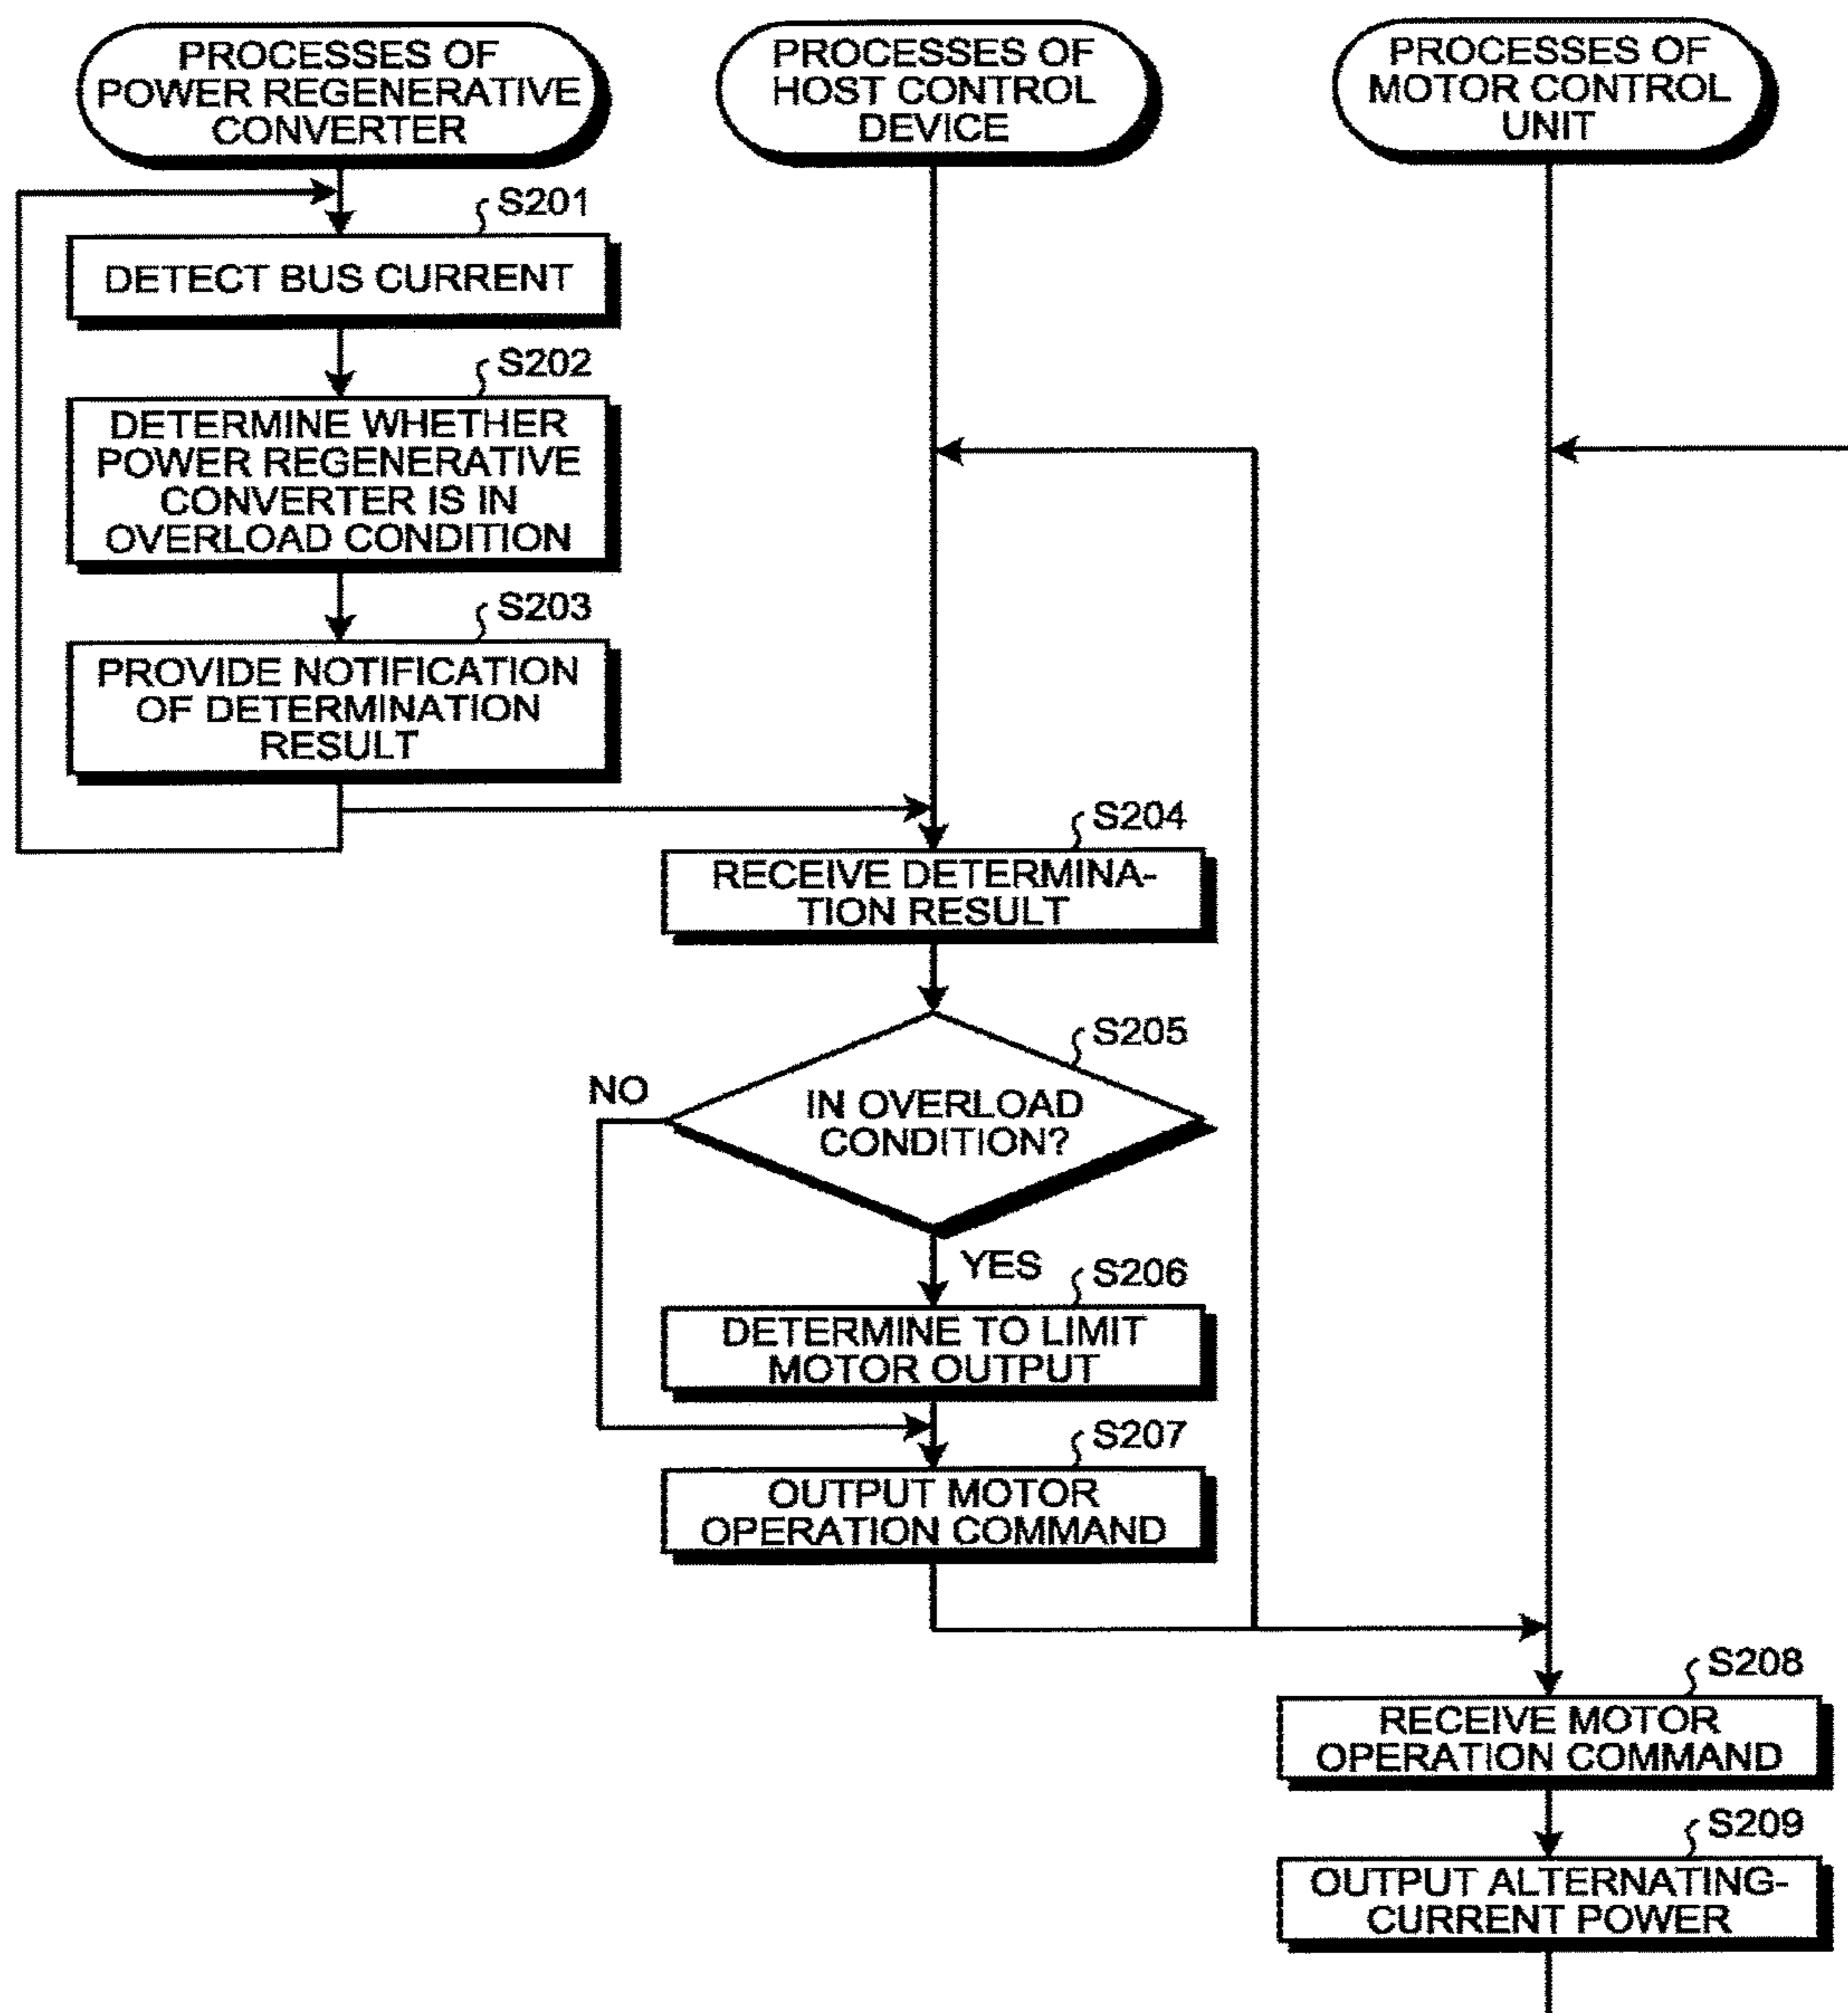 PROCESSES OF
POWER REGENERATIVE
CONVERTER
PROCESSES OF
HOST CONTROL
DEVICE
PROCESSES OF
MOTOR CONTROL
UNIT
S201
DETECT BUS CURRENT
S202
DETERMINE WHETHER
POWER REGENERATIVE
CONVERTER IS IN
OVERLOAD CONDITION
S203
PROVIDE NOTIFICATION
OF DETERMINATION
RESULT
S204
RECEIVE DETERMINA-
TION RESULT
S205
NO
IN OVERLOAD
CONDITION?
YES
S206
DETERMINE TO LIMIT
MOTOR OUTPUT
S207
OUTPUT MOTOR
OPERATION COMMAND
S208
RECEIVE MOTOR
OPERATION COMMAND
S209
OUTPUT ALTERNATING-
CURRENT POWER